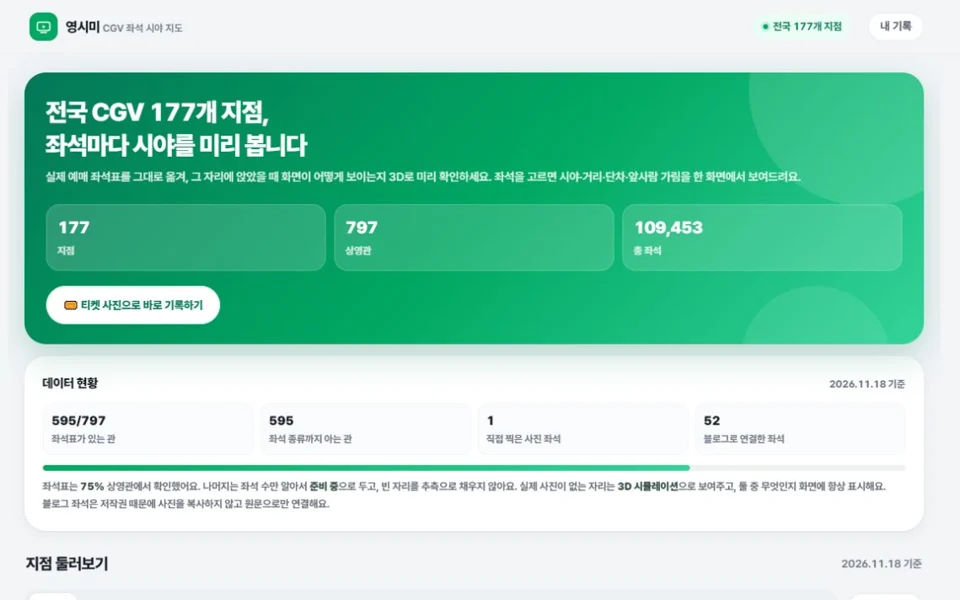 영시미 CGV 좌석 시야 지도
전국 177개 지점
내 기록
전국 CGV 177개 지점,
좌석마다 시야를 미리 봅니다
실제 예매 좌석표를 그대로 옮겨, 그 자리에 앉았을 때 화면이 어떻게 보이는지 3D로 미리 확인하세요. 좌석을 고르면 시야·거리·단차·앞사람 가림을 한 화면에서 보여드려요.
177
지점
797
상영관
109,453
총 좌석
티켓 사진으로 바로 기록하기
데이터 현황
2026.11.18 기준
595/797
좌석표가 있는 관
595
좌석 종류까지 아는 관
1
직접 찍은 사진 좌석
52
블로그로 연결한 좌석
좌석표는 75% 상영관에서 확인했어요. 나머지는 좌석 수만 알아서 준비 중으로 두고, 빈 자리를 추측으로 채우지 않아요. 실제 사진이 없는 자리는 3D 시뮬레이션으로 보여주고, 둘 중 무엇인지 화면에 항상 표시해요.
블로그 좌석은 저작권 때문에 사진을 복사하지 않고 원문으로만 연결해요.
지점 둘러보기
2026.11.18 기준